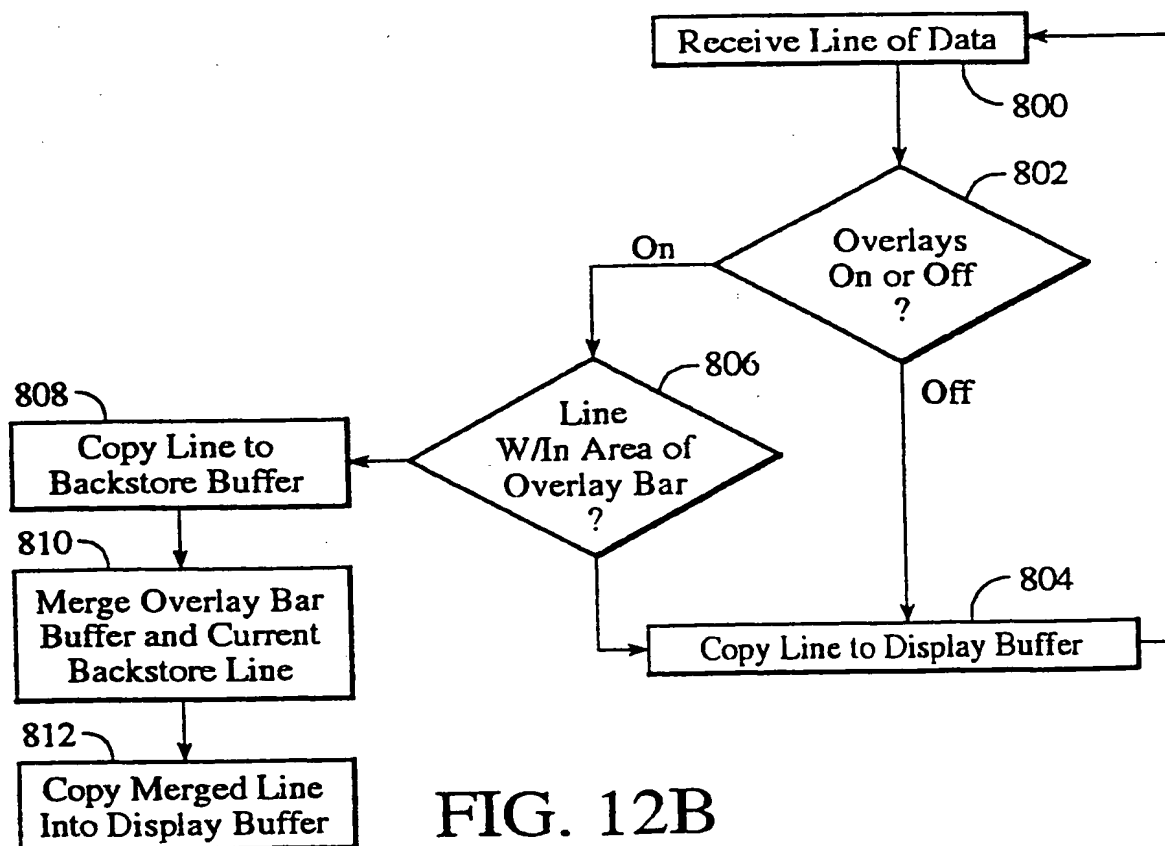 Receive Line of Data
800
802
Overlays
On or Off
?
On
Off
806
Line
W/In Area of
Overlay Bar
?
808
Copy Line to
Backstore Buffer
810
Merge Overlay Bar
Buffer and Current
Backstore Line
804
Copy Line to Display Buffer
812
Copy Merged Line
Into Display Buffer
FIG. 12B